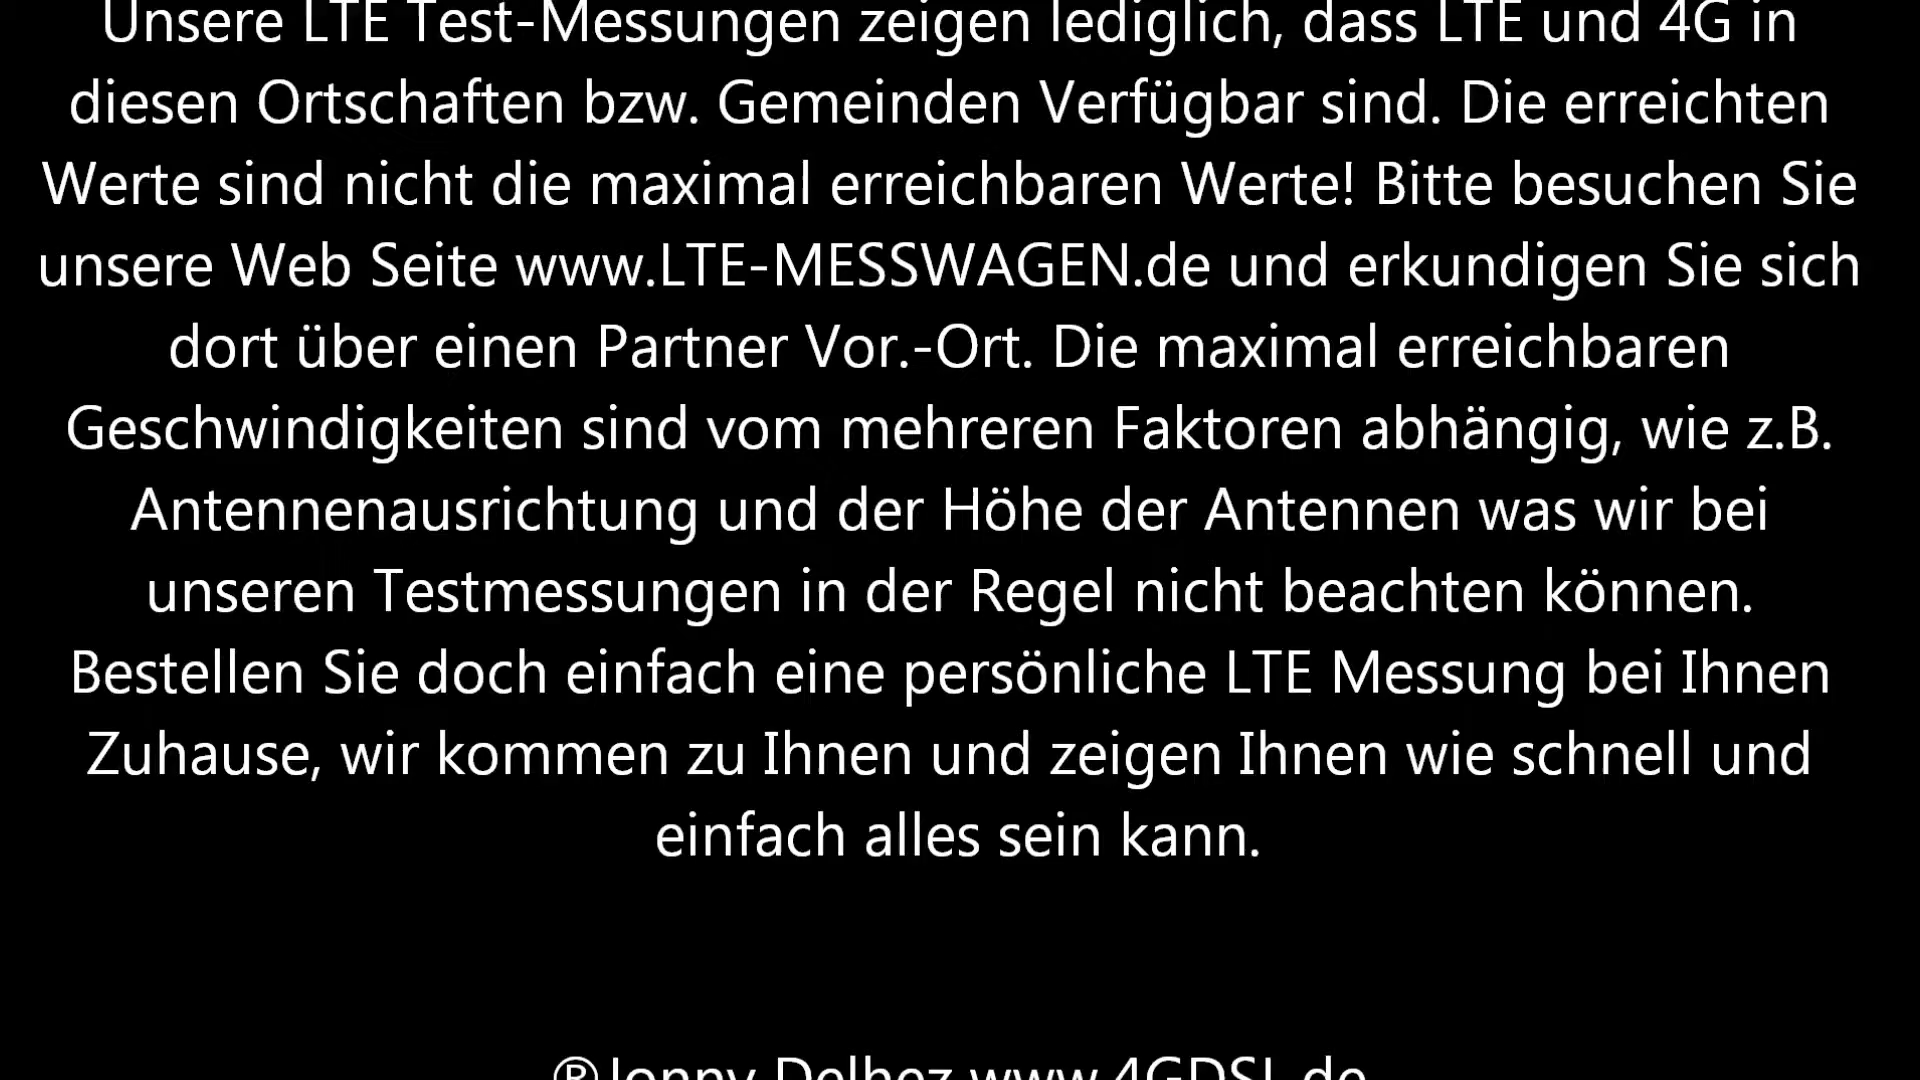 Unsere LTE Test-Messungen zeigen lediglich, dass LTE und 4G in
diesen Ortschaften bzw. Gemeinden Verfügbar sind. Die erreichten
Werte sind nicht die maximal erreichbaren Werte! Bitte besuchen Sie
unsere Web Seite www.LTE-MESSWAGEN.de und erkundigen Sie sich
dort über einen Partner Vor.-Ort. Die maximal erreichbaren
Geschwindigkeiten sind vom mehreren Faktoren abhängig, wie z.B.
Antennenausrichtung und der Höhe der Antennen was wir bei
unseren Testmessungen in der Regel nicht beachten können.
Bestellen Sie doch einfach eine persönliche LTE Messung bei Ihnen
Zuhause, wir kommen zu Ihnen und zeigen Ihnen wie schnell und
einfach alles sein kann.
®Jonny Delhez www.4GDSL.de